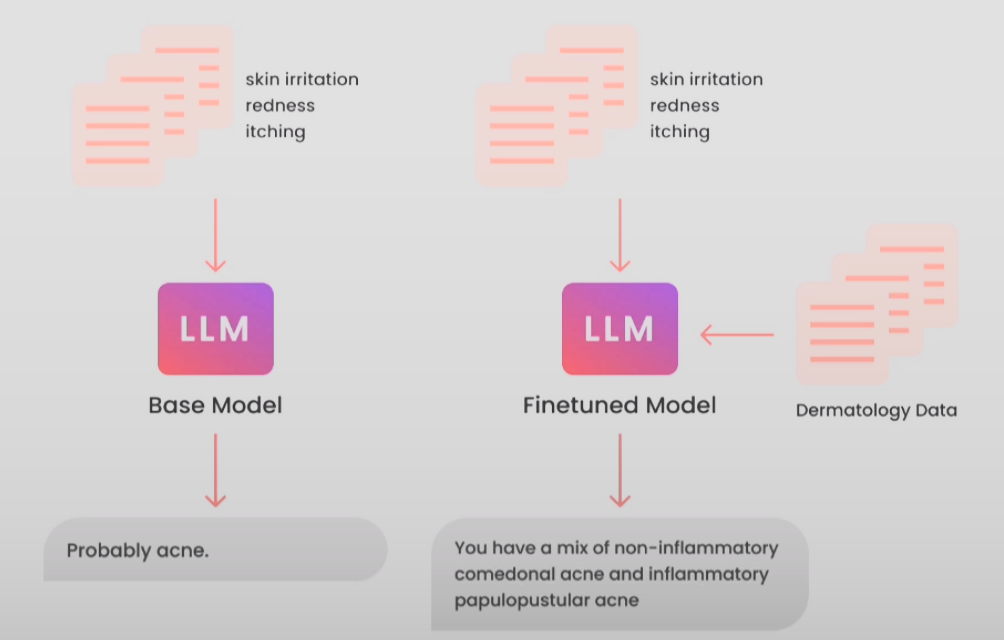 skin irritation
redness
itching
LLM
Base Model
Probably acne.
skin irritation
redness
itching
LLM
Finetuned Model
Dermatology Data
You have a mix of non-inflammatory
comedonal acne and inflammatory
papulopustular acne